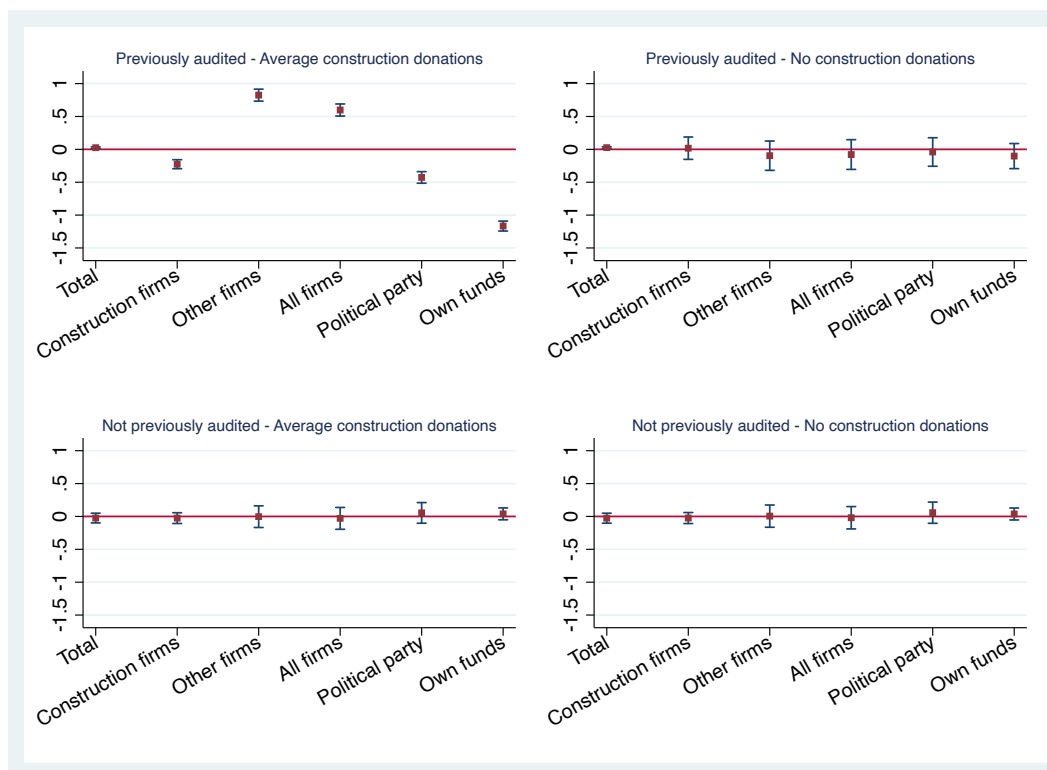 Previously audited - Average construction donations
1
.5
0
-.5
-1
-1.5
Total
Construction firms
Other firms
All firms
Political party
Own funds
Previously audited - No construction donations
1
.5
0
-.5
-1
-1.5
Total
Construction firms
Other firms
All firms
Political party
Own funds
Not previously audited - Average construction donations
1
.5
0
-.5
-1
-1.5
Total
Construction firms
Other firms
All firms
Political party
Own funds
Not previously audited - No construction donations
1
.5
0
-.5
-1
-1.5
Total
Construction firms
Other firms
All firms
Political party
Own funds